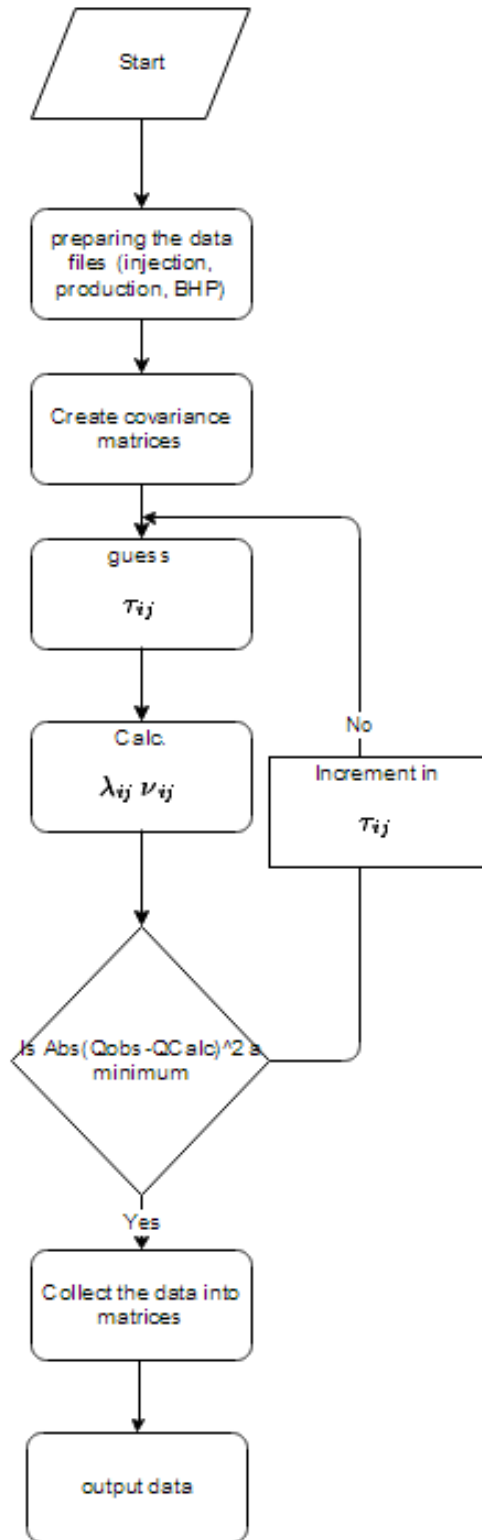 Start
preparing the data
files (injection,
production, BHP)
Create covariance
matrices
guess
τij
Calc.
λij νij
No
Increment in
τij
Is Abs(Qobs-QCalc)^2 a
minimum
Yes
Collect the data into
matrices
output data